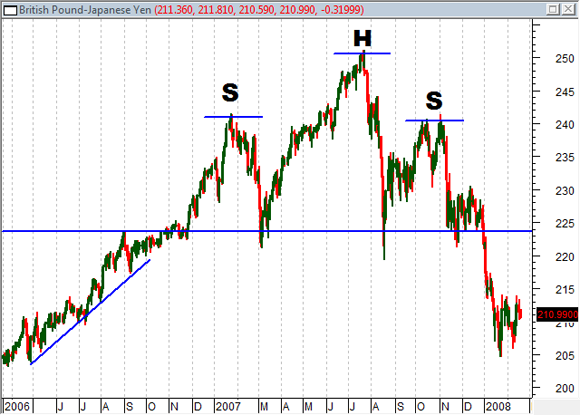 British Pound-Japanese Yen (211.360, 211.810, 210.590, 210.990, -0.31999)
H
S
S
250
245
240
235
230
225
220
215
210.9900
210
205
200
2006 M J J A S O N D 2007 M A M J J A S O N D 2008 M